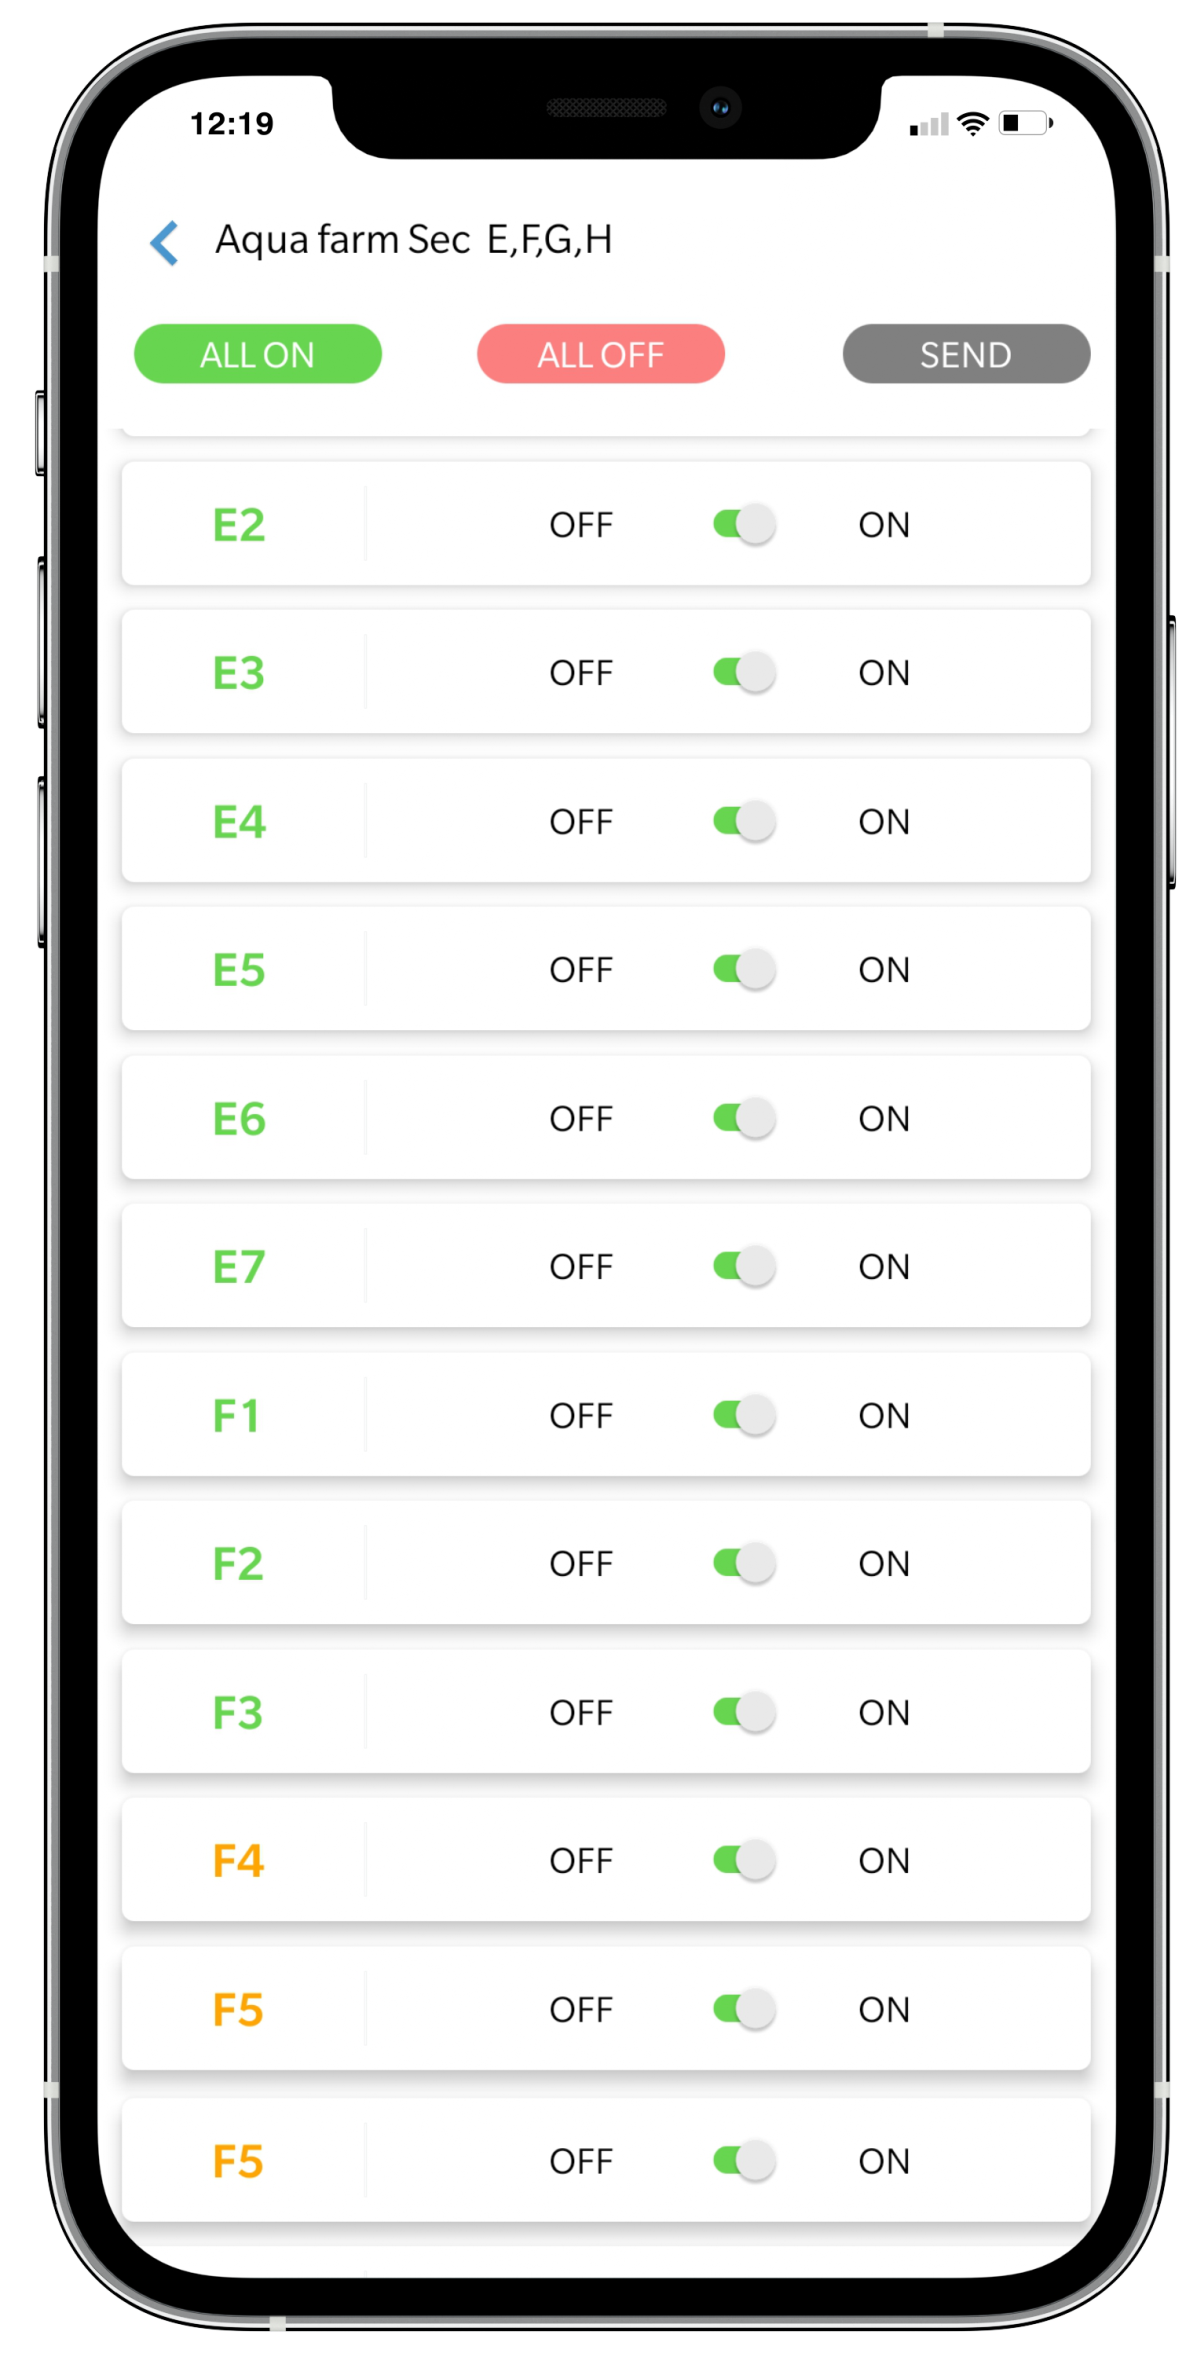 12:19
Aqua farm Sec E,F,G,H
ALL ON ALL OFF SEND
E2 OFF ON
E3 OFF ON
E4 OFF ON
E5 OFF ON
E6 OFF ON
E7 OFF ON
F1 OFF ON
F2 OFF ON
F3 OFF ON
F4 OFF ON
F5 OFF ON
F5 OFF ON